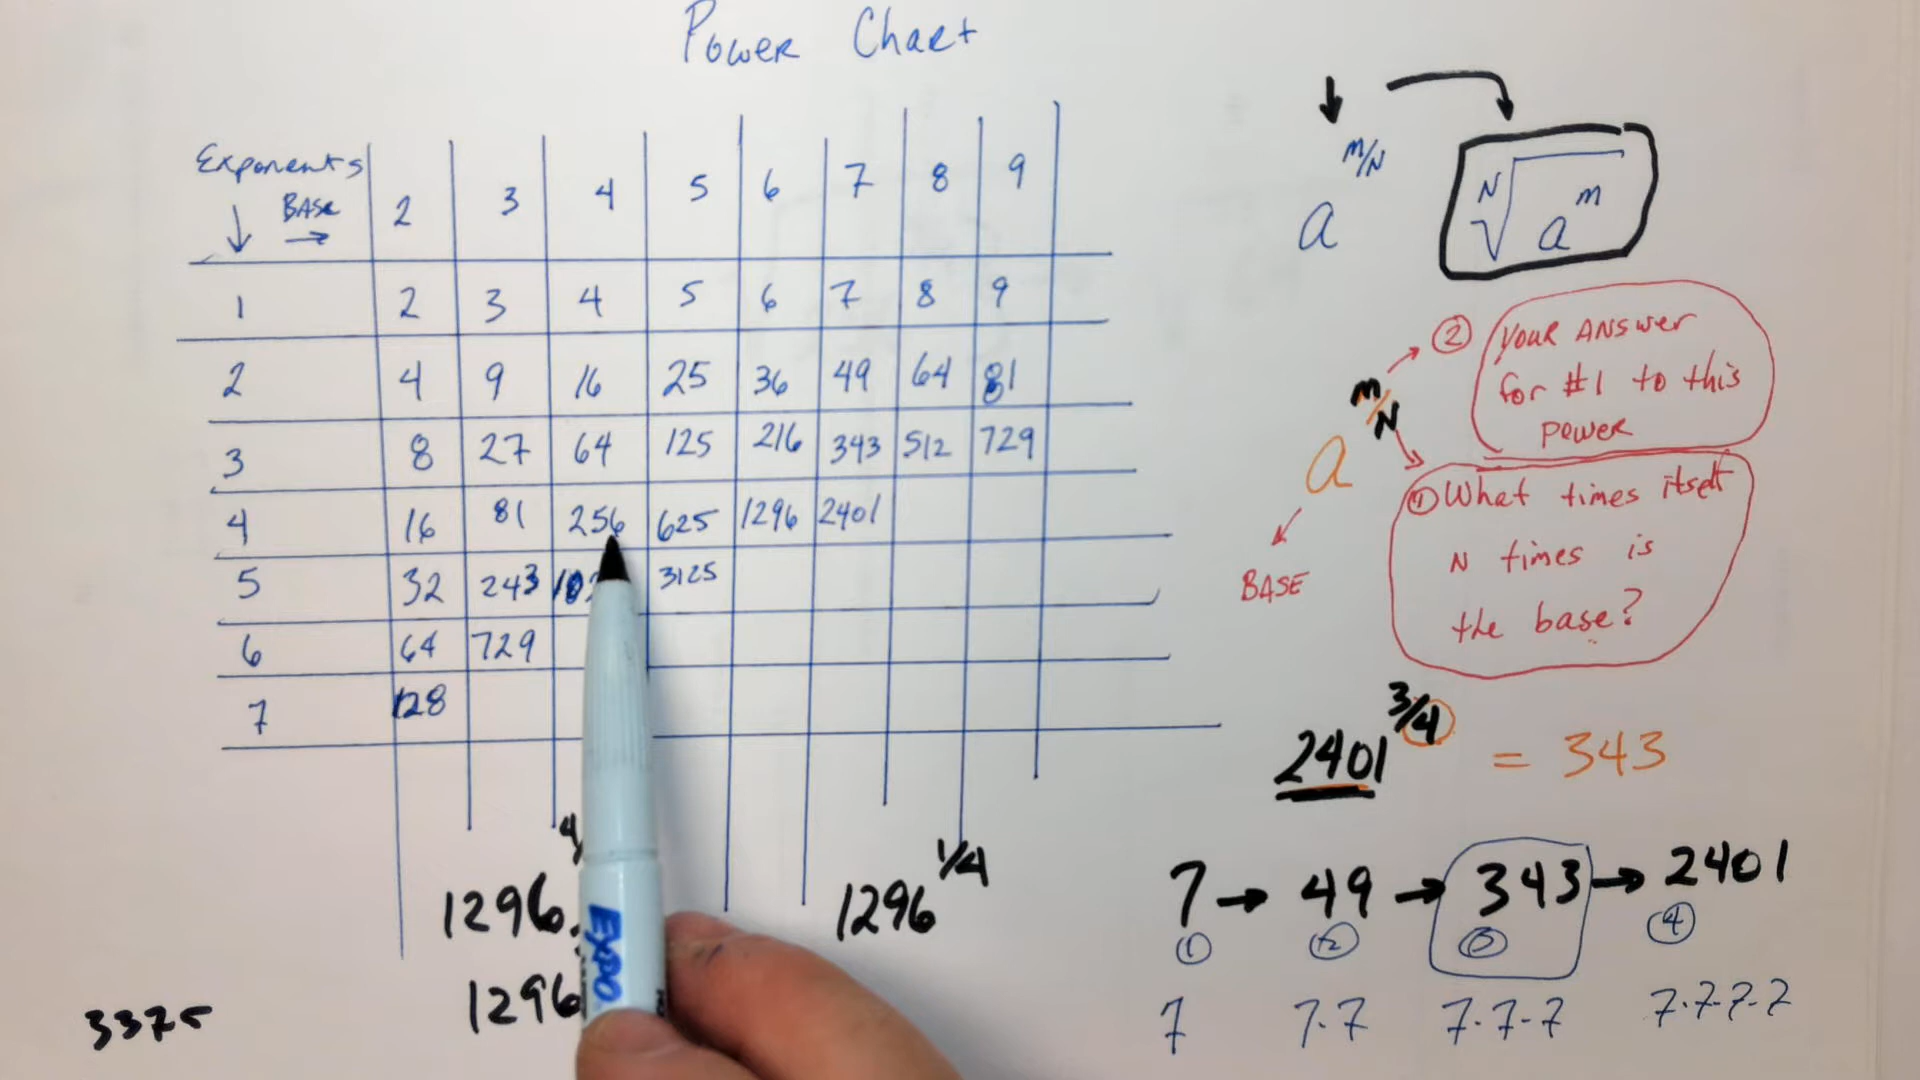 Power Chart
Exponents
BASE
2 3 4 5 6 7 8 9
1 2 3 4 5 6 7 8 9
2 4 9 16 25 36 49 64 81
3 8 27 64 125 216 343 512 729
4 16 81 256 625 1296 2401
5 32 243 3125
6 64 729
7 128
1296
1296
1296^1/4
3375
EXPO
a^m/N
N√a^m
② YOUR ANSWER
for #1 to this
power
a^m/N
BASE
① What times itself
N times is
the base?
2401^3/4 = 343
7 → 49 → 343 → 2401
① ② ③ ④
7 7·7 7·7·7 7·7·7·7